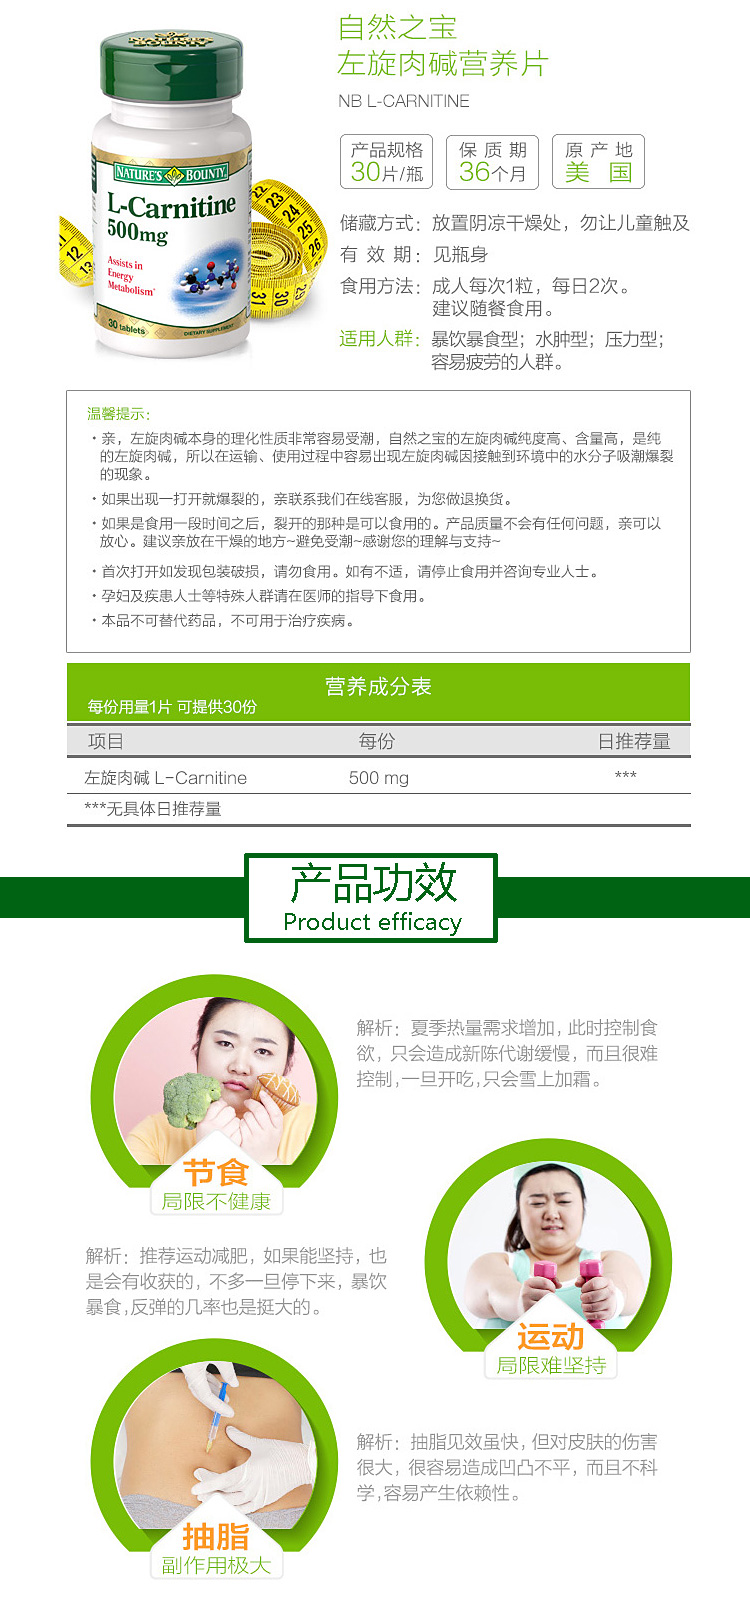 自然之宝
左旋肉碱营养片
NB L-CARNITINE
产品规格
30片/瓶
保质期
36个月
原产地
美国
NATURE'S BOUNTY
L-Carnitine
500mg
Assists in
Energy
Metabolism*
30 tablets
DIETARY SUPPLEMENT
储藏方式：放置阴凉干燥处，勿让儿童触及
有效期：见瓶身
食用方法：成人每次1粒，每日2次。
建议随餐食用。
适用人群：暴饮暴食型；水肿型；压力型；
容易疲劳的人群。
22
23
24
25
26
12
13
31
30
29
温馨提示：
·亲，左旋肉碱本身的理化性质非常容易受潮，自然之宝的左旋肉碱纯度高、含量高，是纯
的左旋肉碱，所以在运输、使用过程中容易出现左旋肉碱因接触到环境中的水分子吸潮爆裂
的现象。
·如果出现一打开就爆裂的，亲联系我们在线客服，为您做退换货。
·如果是食用一段时间之后，裂开的那种是可以食用的。产品质量不会有任何问题，亲可以
放心。建议亲放在干燥的地方~避免受潮~感谢您的理解与支持~
·首次打开如发现包装破损，请勿食用。如有不适，请停止食用并咨询专业人士。
·孕妇及疾患人士等特殊人群请在医师的指导下食用。
·本品不可替代药品，不可用于治疗疾病。
营养成分表
每份用量1片 可提供30份
项目 每份 日推荐量
左旋肉碱 L-Carnitine 500 mg ***
***无具体日推荐量
产品功效
Product efficacy
解析：夏季热量需求增加，此时控制食
欲，只会造成新陈代谢缓慢，而且很难
控制，一旦开吃，只会雪上加霜。
节食
局限不健康
解析：推荐运动减肥，如果能坚持，也
是会有收获的，不多一旦停下来，暴饮
暴食，反弹的几率也是挺大的。
运动
局限难坚持
解析：抽脂见效虽快，但对皮肤的伤害
很大，很容易造成凹凸不平，而且不科
学，容易产生依赖性。
抽脂
副作用极大